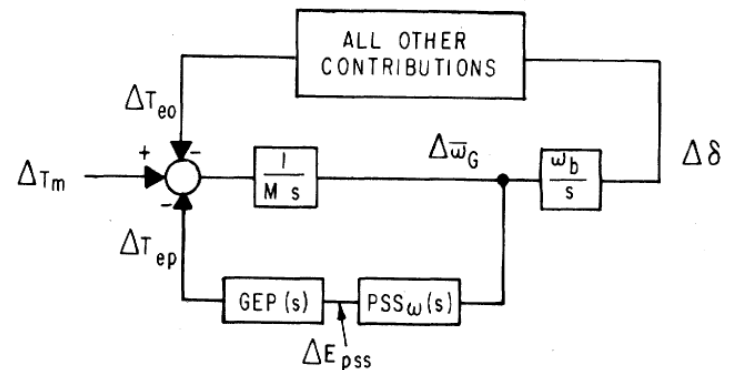 ALL OTHER
CONTRIBUTIONS
ΔT_eo
+ -
ΔT_m
1/(M s)
Δω̅_G
ω_b/s
Δδ
-
ΔT_ep
GEP (s)
PSS_ω(s)
ΔE_pss